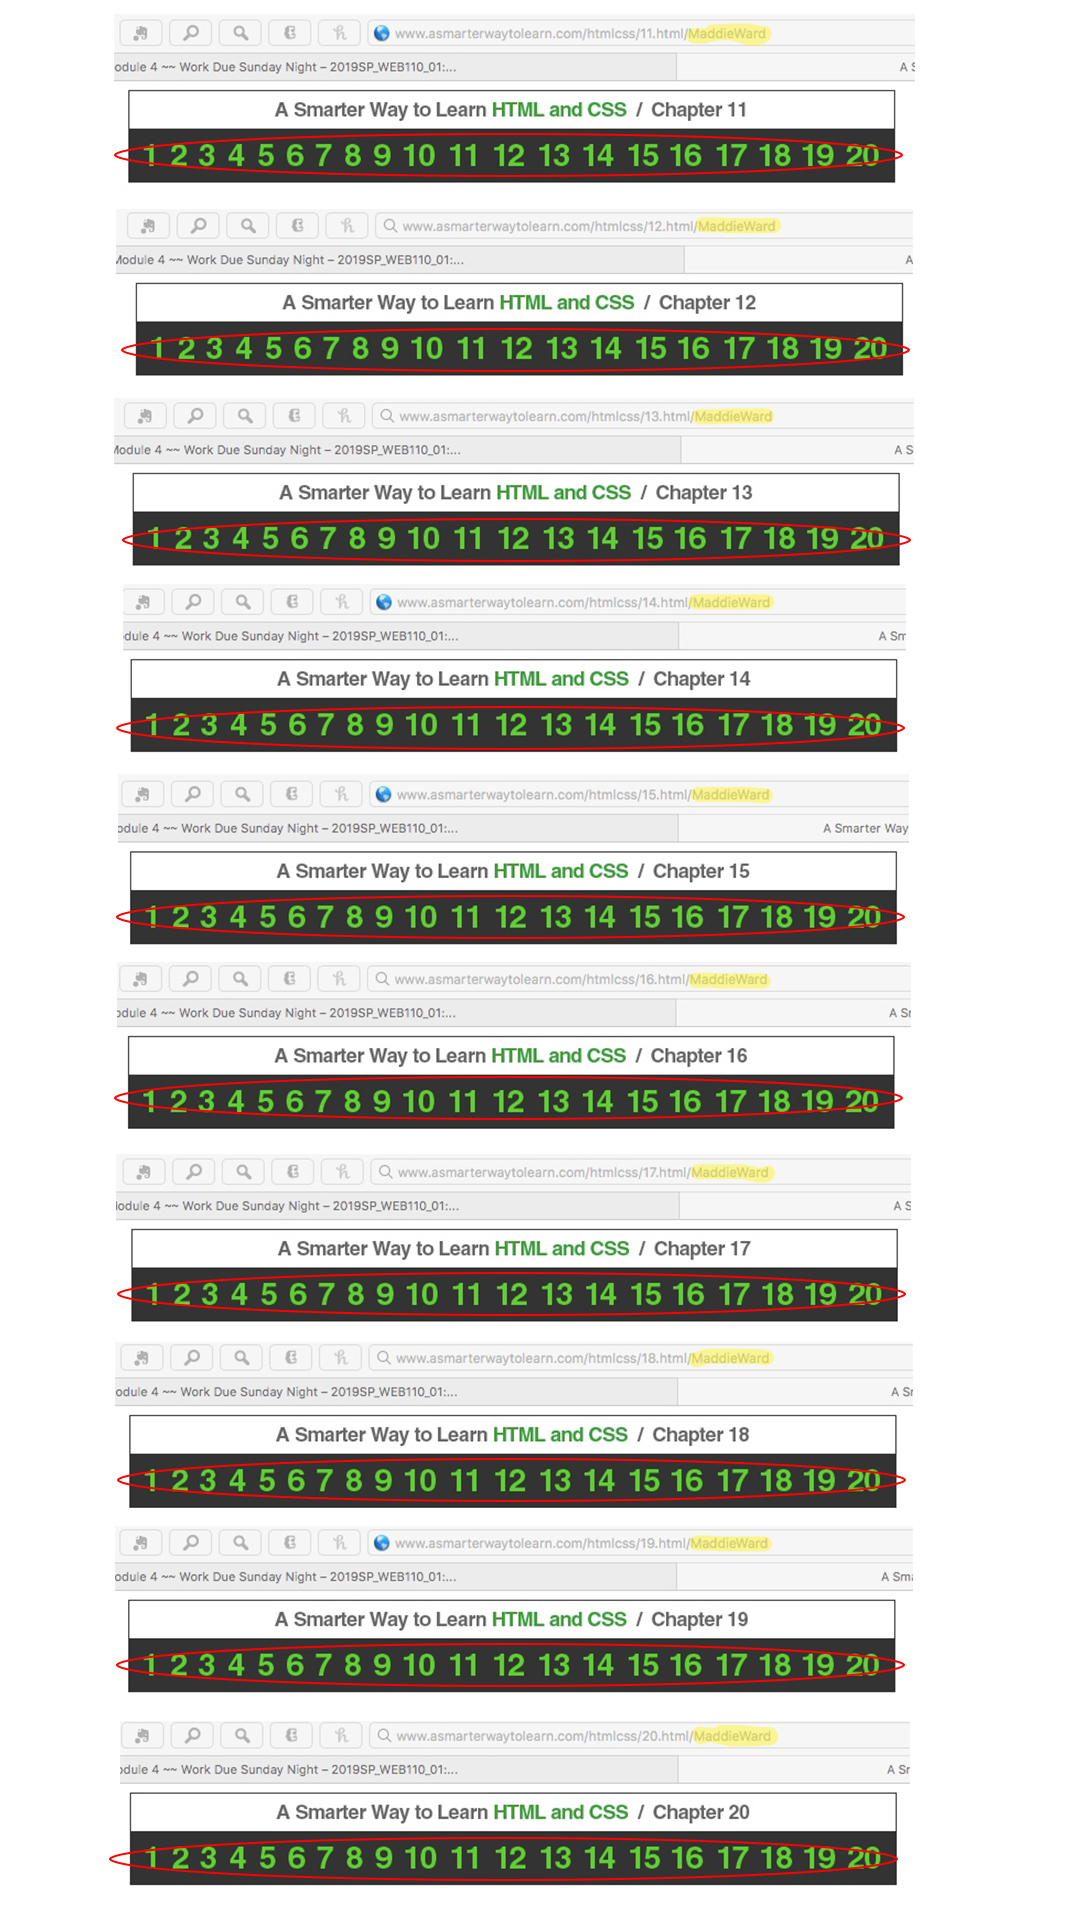 www.asmarterwaytolearn.com/htmlcss/11.html/MaddieWard
odule 4 ~~ Work Due Sunday Night – 2019SP_WEB110_01:... A S
A Smarter Way to Learn HTML and CSS / Chapter 11
1 2 3 4 5 6 7 8 9 10 11 12 13 14 15 16 17 18 19 20
www.asmarterwaytolearn.com/htmlcss/12.html/MaddieWard
Module 4 ~~ Work Due Sunday Night – 2019SP_WEB110_01:... A
A Smarter Way to Learn HTML and CSS / Chapter 12
1 2 3 4 5 6 7 8 9 10 11 12 13 14 15 16 17 18 19 20
www.asmarterwaytolearn.com/htmlcss/13.html/MaddieWard
Module 4 ~~ Work Due Sunday Night – 2019SP_WEB110_01:... A S
A Smarter Way to Learn HTML and CSS / Chapter 13
1 2 3 4 5 6 7 8 9 10 11 12 13 14 15 16 17 18 19 20
www.asmarterwaytolearn.com/htmlcss/14.html/MaddieWard
dule 4 ~~ Work Due Sunday Night – 2019SP_WEB110_01:... A Sm
A Smarter Way to Learn HTML and CSS / Chapter 14
1 2 3 4 5 6 7 8 9 10 11 12 13 14 15 16 17 18 19 20
www.asmarterwaytolearn.com/htmlcss/15.html/MaddieWard
odule 4 ~~ Work Due Sunday Night – 2019SP_WEB110_01:... A Smarter Way
A Smarter Way to Learn HTML and CSS / Chapter 15
1 2 3 4 5 6 7 8 9 10 11 12 13 14 15 16 17 18 19 20
www.asmarterwaytolearn.com/htmlcss/16.html/MaddieWard
odule 4 ~~ Work Due Sunday Night – 2019SP_WEB110_01:... A Sr
A Smarter Way to Learn HTML and CSS / Chapter 16
1 2 3 4 5 6 7 8 9 10 11 12 13 14 15 16 17 18 19 20
www.asmarterwaytolearn.com/htmlcss/17.html/MaddieWard
lodule 4 ~~ Work Due Sunday Night – 2019SP_WEB110_01:... A S
A Smarter Way to Learn HTML and CSS / Chapter 17
1 2 3 4 5 6 7 8 9 10 11 12 13 14 15 16 17 18 19 20
www.asmarterwaytolearn.com/htmlcss/18.html/MaddieWard
odule 4 ~~ Work Due Sunday Night – 2019SP_WEB110_01:... A Sr
A Smarter Way to Learn HTML and CSS / Chapter 18
1 2 3 4 5 6 7 8 9 10 11 12 13 14 15 16 17 18 19 20
www.asmarterwaytolearn.com/htmlcss/19.html/MaddieWard
odule 4 ~~ Work Due Sunday Night – 2019SP_WEB110_01:... A Sma
A Smarter Way to Learn HTML and CSS / Chapter 19
1 2 3 4 5 6 7 8 9 10 11 12 13 14 15 16 17 18 19 20
www.asmarterwaytolearn.com/htmlcss/20.html/MaddieWard
odule 4 ~~ Work Due Sunday Night – 2019SP_WEB110_01:... A Sr
A Smarter Way to Learn HTML and CSS / Chapter 20
1 2 3 4 5 6 7 8 9 10 11 12 13 14 15 16 17 18 19 20